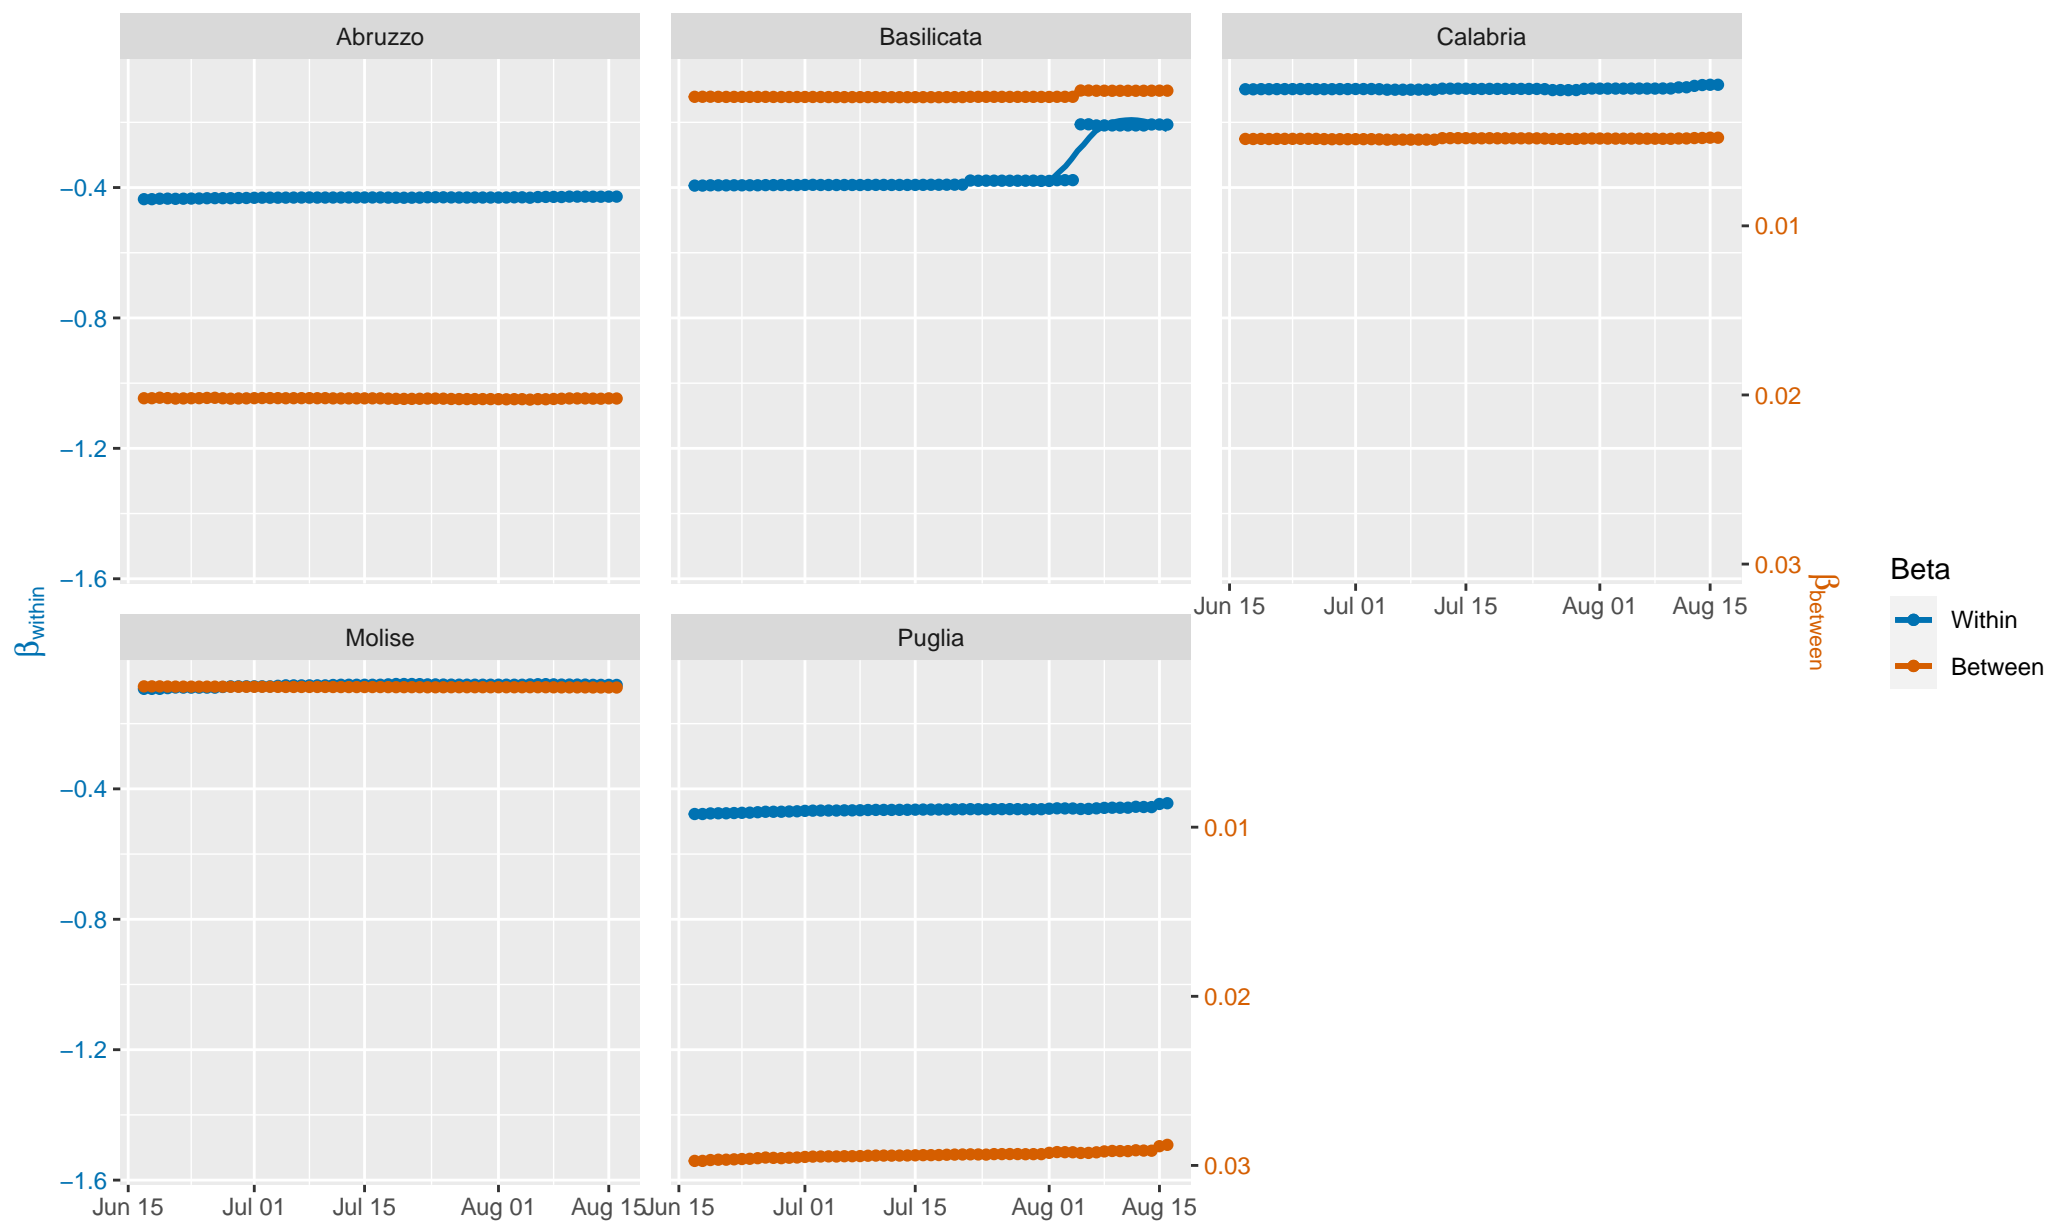 Abruzzo
Basilicata
Calabria
−0.4
−0.8
−1.2
−1.6
0.01
0.02
0.03
Jun 15 Jul 01 Jul 15 Aug 01 Aug 15
βwithin
βbetween
Beta
Within
Between
Molise
Puglia
−0.4
−0.8
−1.2
−1.6
0.01
0.02
0.03
Jun 15 Jul 01 Jul 15 Aug 01 Aug 15
Jun 15 Jul 01 Jul 15 Aug 01 Aug 15